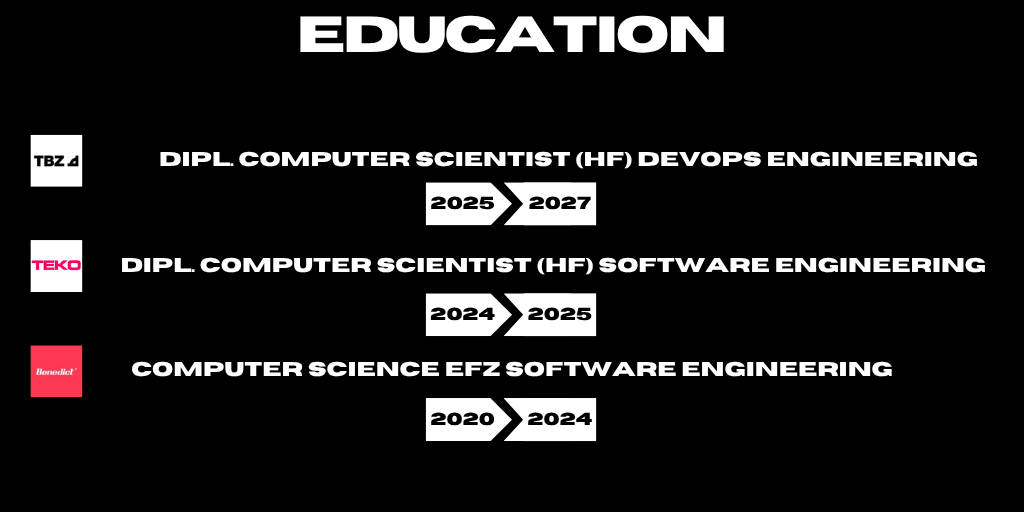 EDUCATION
TBZ
DIPL. COMPUTER SCIENTIST (HF) DEVOPS ENGINEERING
2025 2027
TEKO
DIPL. COMPUTER SCIENTIST (HF) SOFTWARE ENGINEERING
2024 2025
Benedict
COMPUTER SCIENCE EFZ SOFTWARE ENGINEERING
2020 2024